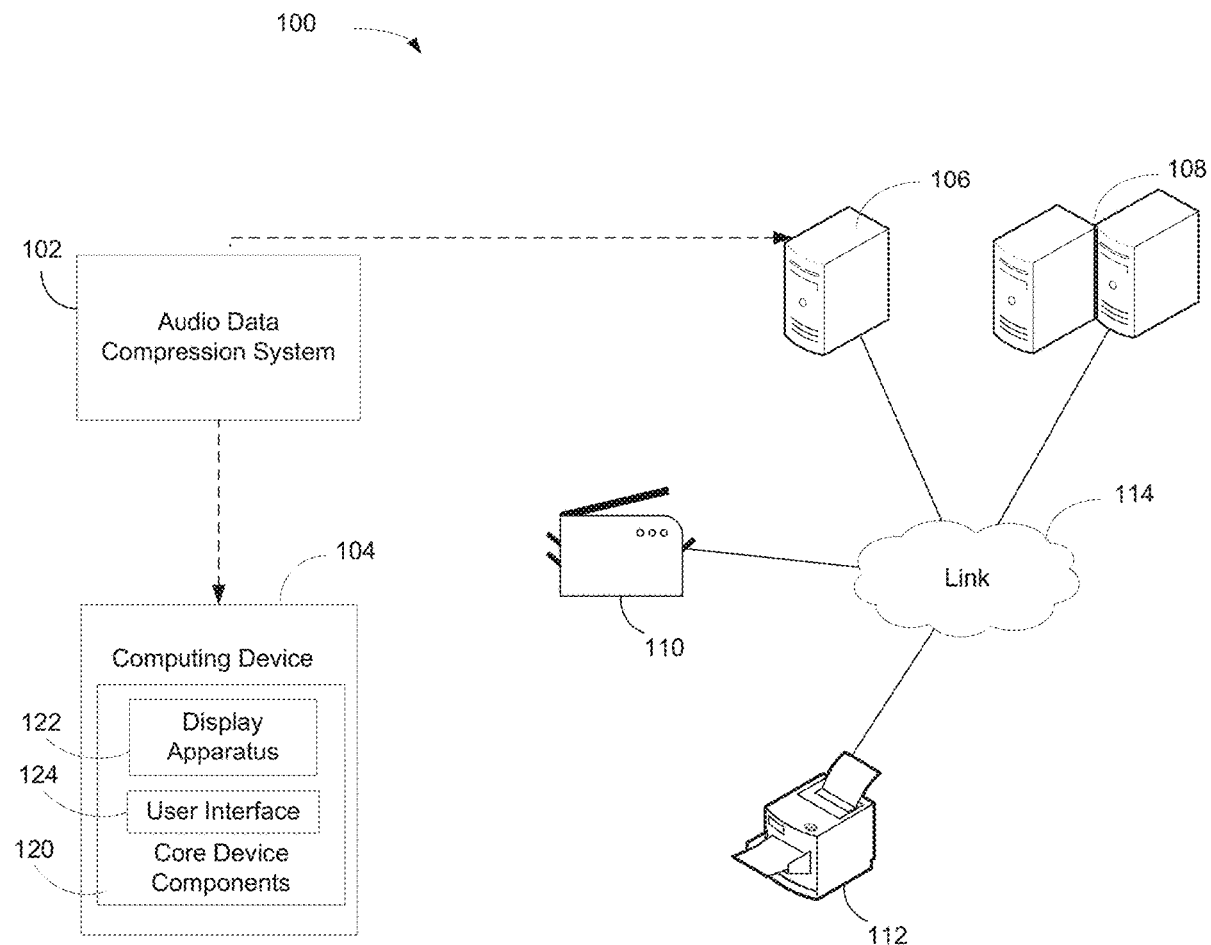 100
106
108
102
Audio Data
Compression System
114
Link
104
110
Computing Device
122
Display
Apparatus
124
User Interface
120
Core Device
Components
112